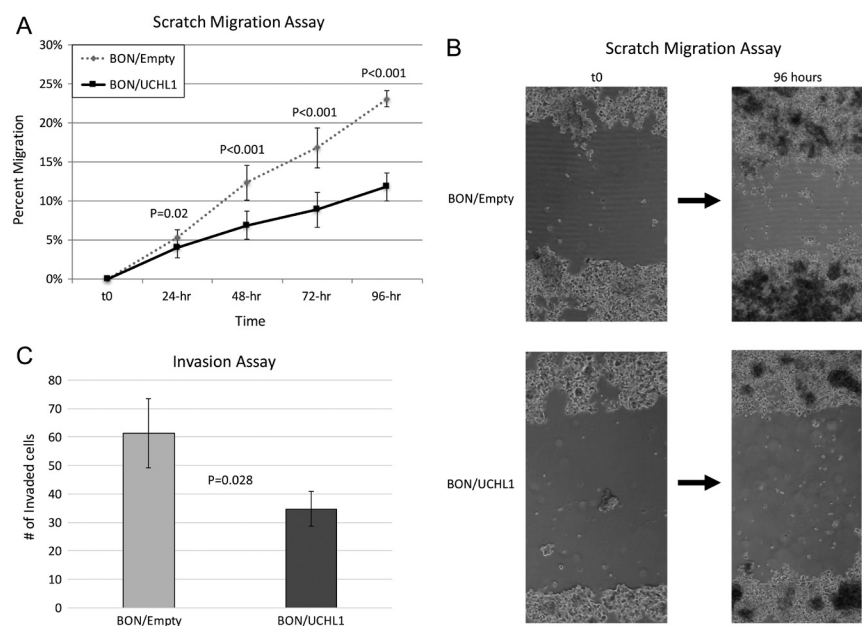 A
Scratch Migration Assay
30%
25%
20%
15%
10%
5%
0%
Percent Migration
BON/Empty
BON/UCHL1
P=0.02
P<0.001
P<0.001
P<0.001
t0
24-hr
48-hr
72-hr
96-hr
Time
B
Scratch Migration Assay
t0
96 hours
BON/Empty
BON/UCHL1
C
Invasion Assay
80
70
60
50
40
30
20
10
0
# of Invaded cells
P=0.028
BON/Empty
BON/UCHL1